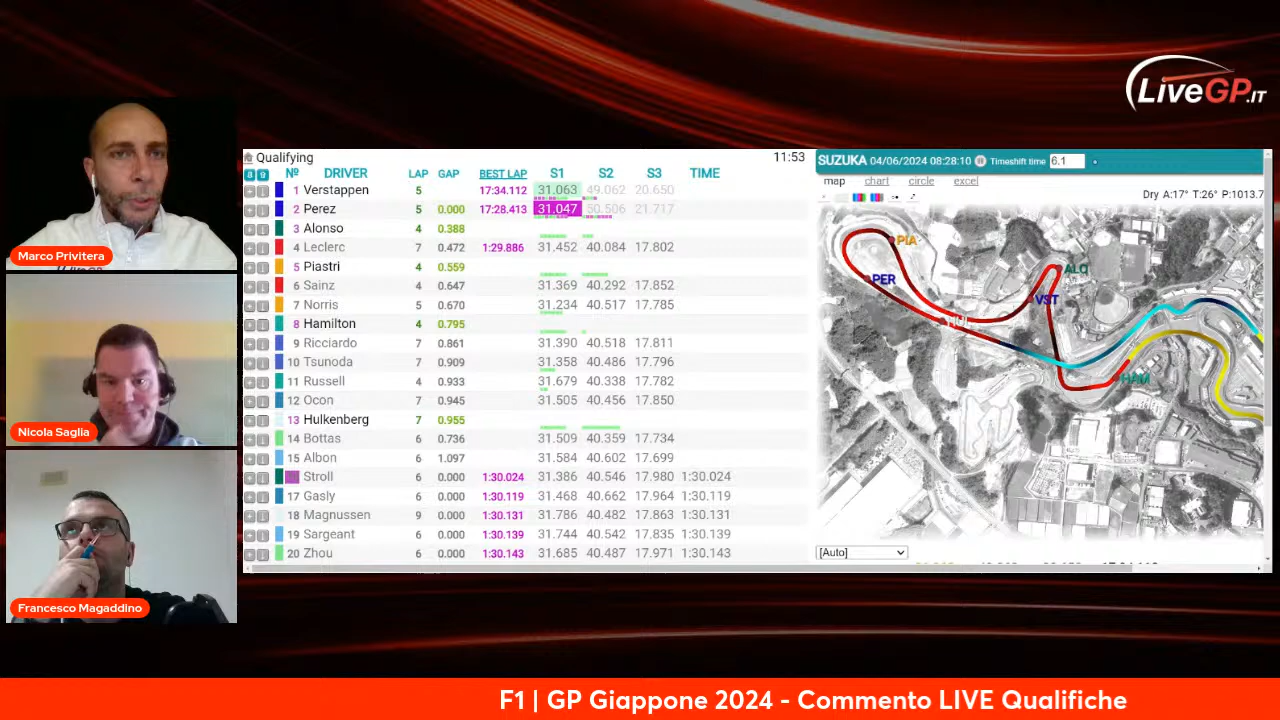 LiveGP.IT
Marco Privitera
Nicola Saglia
Francesco Magaddino
Qualifying 11:53
Nº DRIVER LAP GAP BEST LAP S1 S2 S3 TIME
1 Verstappen 5 17:34.112 31.063 49.062 20.650
2 Perez 5 0.000 17:28.413 31.047 50.506 21.717
3 Alonso 4 0.388
4 Leclerc 7 0.472 1:29.886 31.452 40.084 17.802
5 Piastri 4 0.559
6 Sainz 4 0.647 31.369 40.292 17.852
7 Norris 5 0.670 31.234 40.517 17.785
8 Hamilton 4 0.795
9 Ricciardo 7 0.861 31.390 40.518 17.811
10 Tsunoda 7 0.909 31.358 40.486 17.796
11 Russell 4 0.933 31.679 40.338 17.782
12 Ocon 7 0.945 31.505 40.456 17.850
13 Hulkenberg 7 0.955
14 Bottas 6 0.736 31.509 40.359 17.734
15 Albon 6 1.097 31.584 40.602 17.699
Stroll 6 0.000 1:30.024 31.386 40.546 17.980 1:30.024
17 Gasly 6 0.000 1:30.119 31.468 40.662 17.964 1:30.119
18 Magnussen 9 0.000 1:30.131 31.786 40.482 17.863 1:30.131
19 Sargeant 6 0.000 1:30.139 31.744 40.542 17.835 1:30.139
20 Zhou 6 0.000 1:30.143 31.685 40.487 17.971 1:30.143
SUZUKA 04/06/2024 08:28:10 Timeshift time 6.1
map chart circle excel
Dry A:17° T:26° P:1013.7
PIA
ALO
PER
VST
HUL
HAM
[Auto]
F1 | GP Giappone 2024 - Commento LIVE Qualifiche